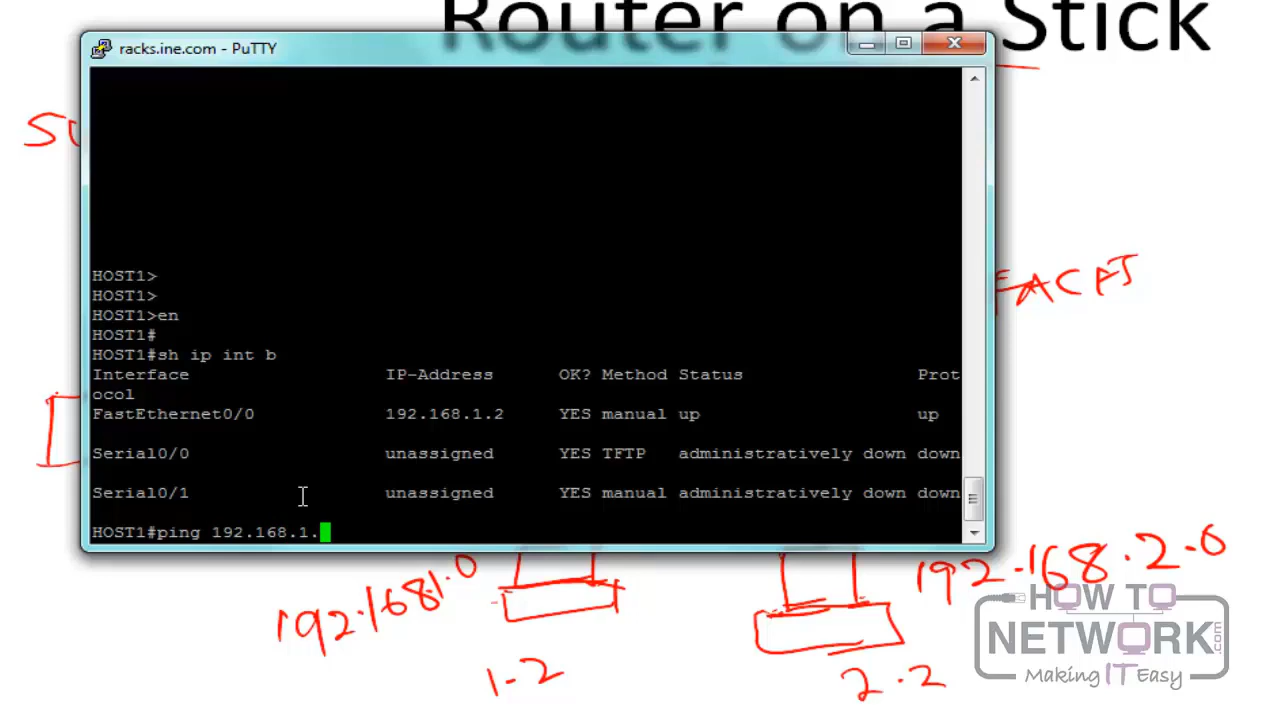 Router on a Stick
racks.ine.com - PuTTY
HOST1>
HOST1>
HOST1>en
HOST1#
HOST1#sh ip int b
Interface IP-Address OK? Method Status Prot
ocol
FastEthernet0/0 192.168.1.2 YES manual up up
Serial0/0 unassigned YES TFTP administratively down down
Serial0/1 unassigned YES manual administratively down down
HOST1#ping 192.168.1.
192.168.1.0
192.168.2.0
1.2
2.2
HOW TO
NETWORK.com
Making IT Easy